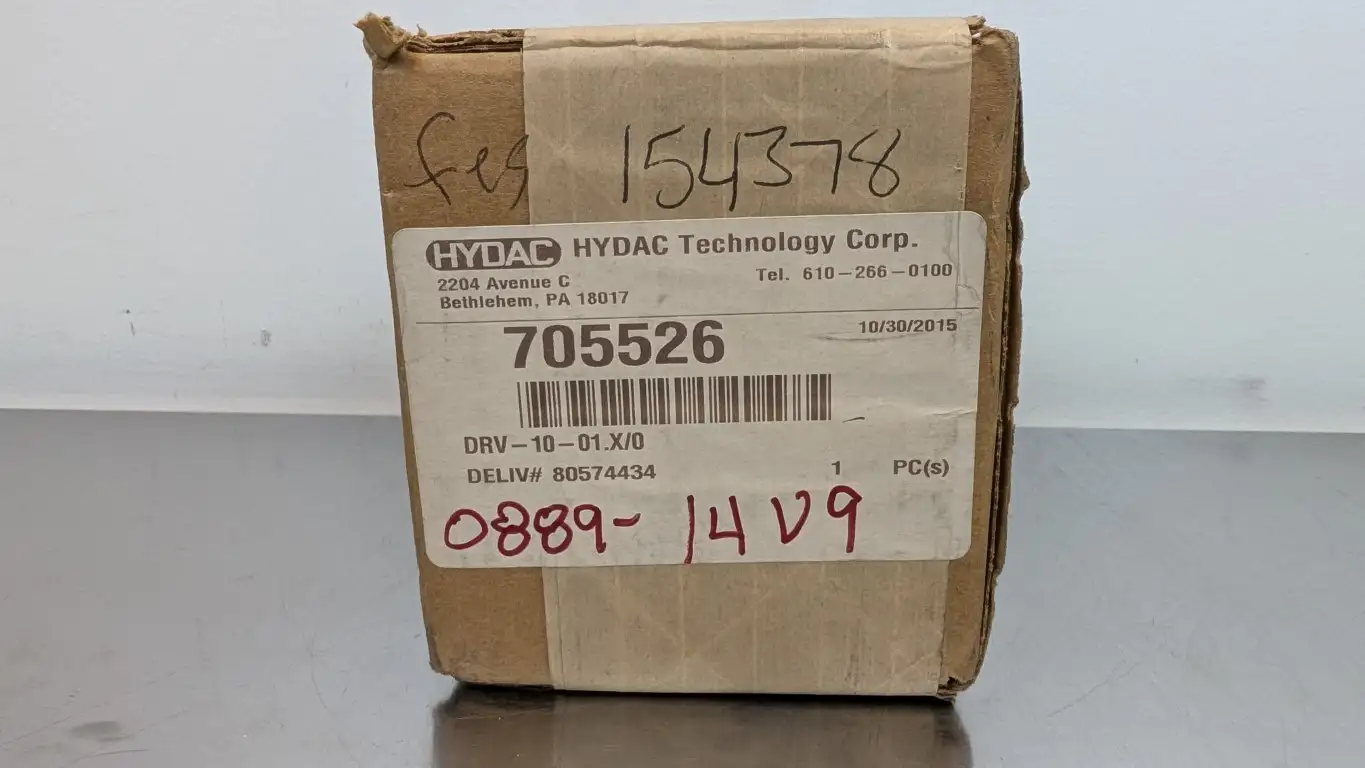 154378
HYDAC HYDAC Technology Corp.
2204 Avenue C
Tel. 610-266-0100
Bethlehem, PA 18017
705526
10/30/2015
DRV-10-01.X/0
DELIV# 80574434 1 PC(s)
0889-14V9